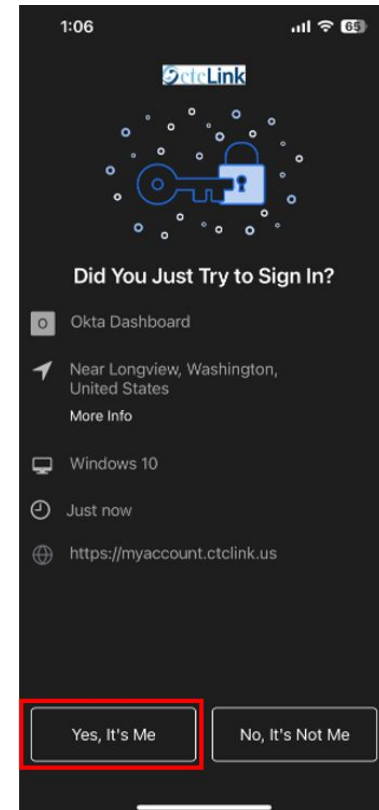 1:06
65
ctcLink
Did You Just Try to Sign In?
O
Okta Dashboard
Near Longview, Washington,
United States
More Info
Windows 10
Just now
https://myaccount.ctclink.us
Yes, It's Me
No, It's Not Me